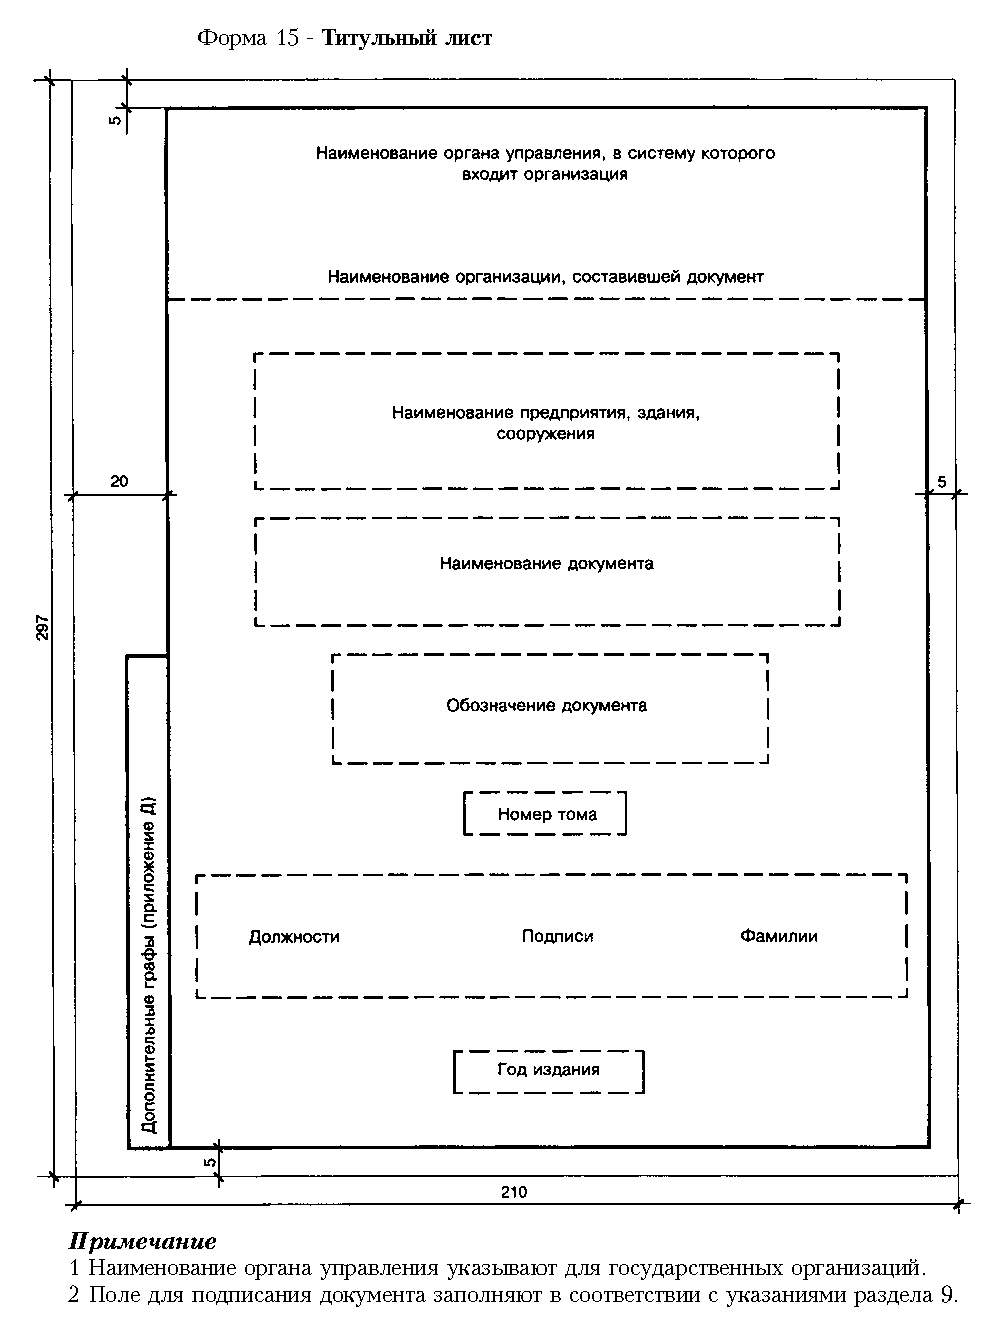 Форма 15 - Титульный лист
5
Наименование органа управления, в систему которого
входит организация
Наименование организации, составившей документ
Наименование предприятия, здания,
сооружения
20
5
Наименование документа
297
Обозначение документа
Номер тома
Дополнительные графы (приложение Д)
Должности Подписи Фамилии
Год издания
5
210
Примечание
1 Наименование органа управления указывают для государственных организаций.
2 Поле для подписания документа заполняют в соответствии с указаниями раздела 9.